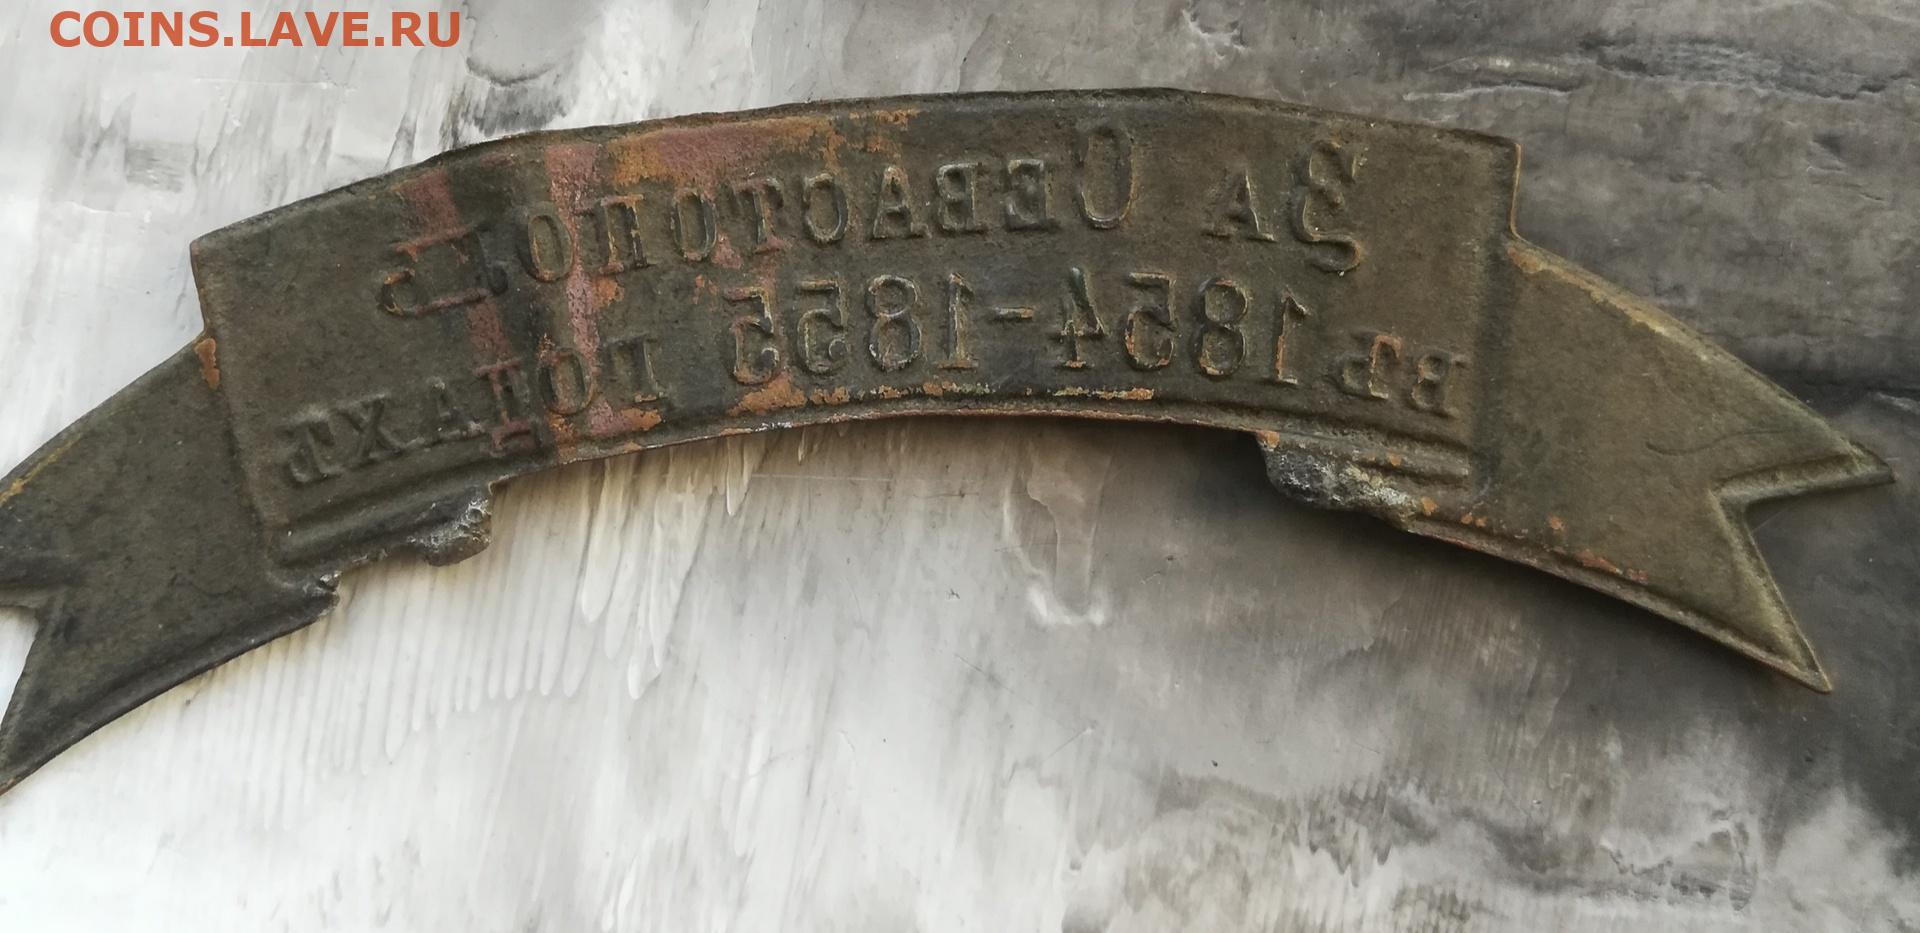 COINS.LAVE.RU
За Севастополь
въ 1854-1855 годахъ